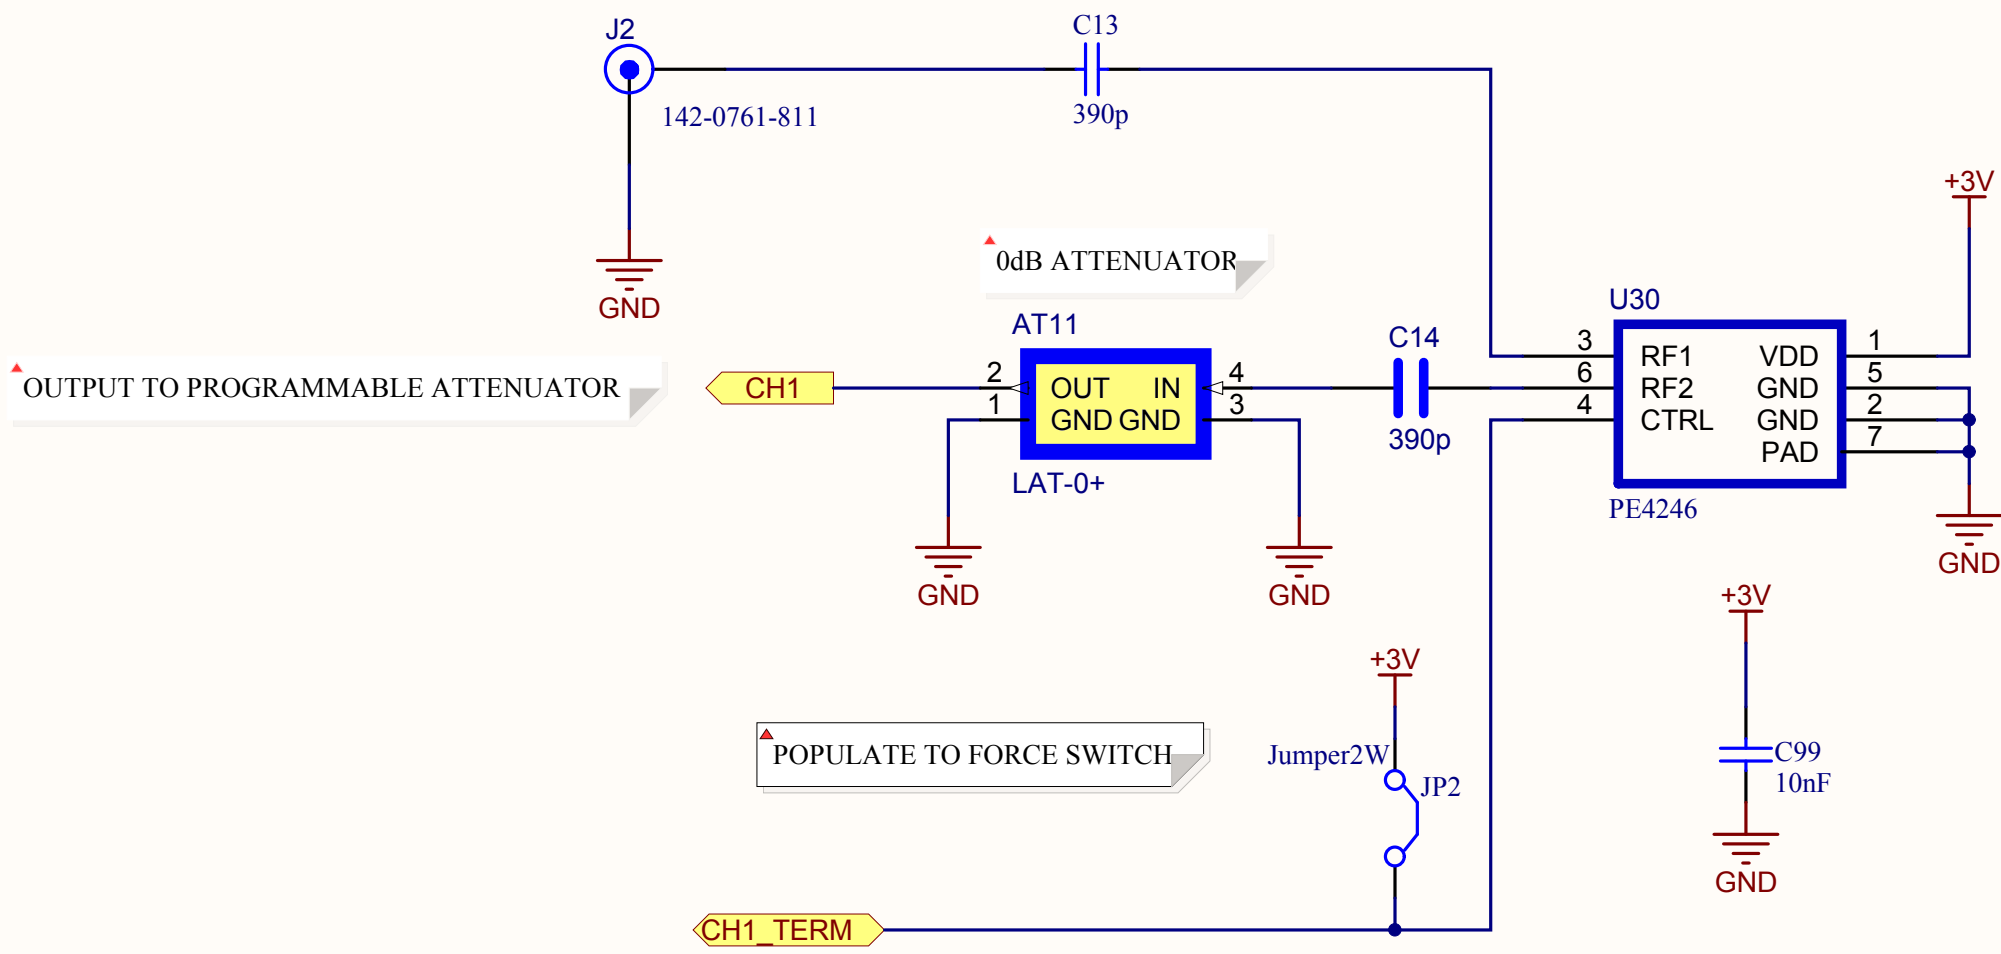 J2
C13
142-0761-811
390p
GND
+3V
0dB ATTENUATOR
AT11
C14
U30
OUTPUT TO PROGRAMMABLE ATTENUATOR
CH1
2
OUT IN
4
1
GND GND
3
LAT-0+
390p
3
RF1
VDD
1
6
RF2
GND
5
4
CTRL
GND
2
PAD
7
PE4246
GND
GND
GND
+3V
+3V
POPULATE TO FORCE SWITCH
Jumper2W
JP2
C99
10nF
GND
CH1_TERM